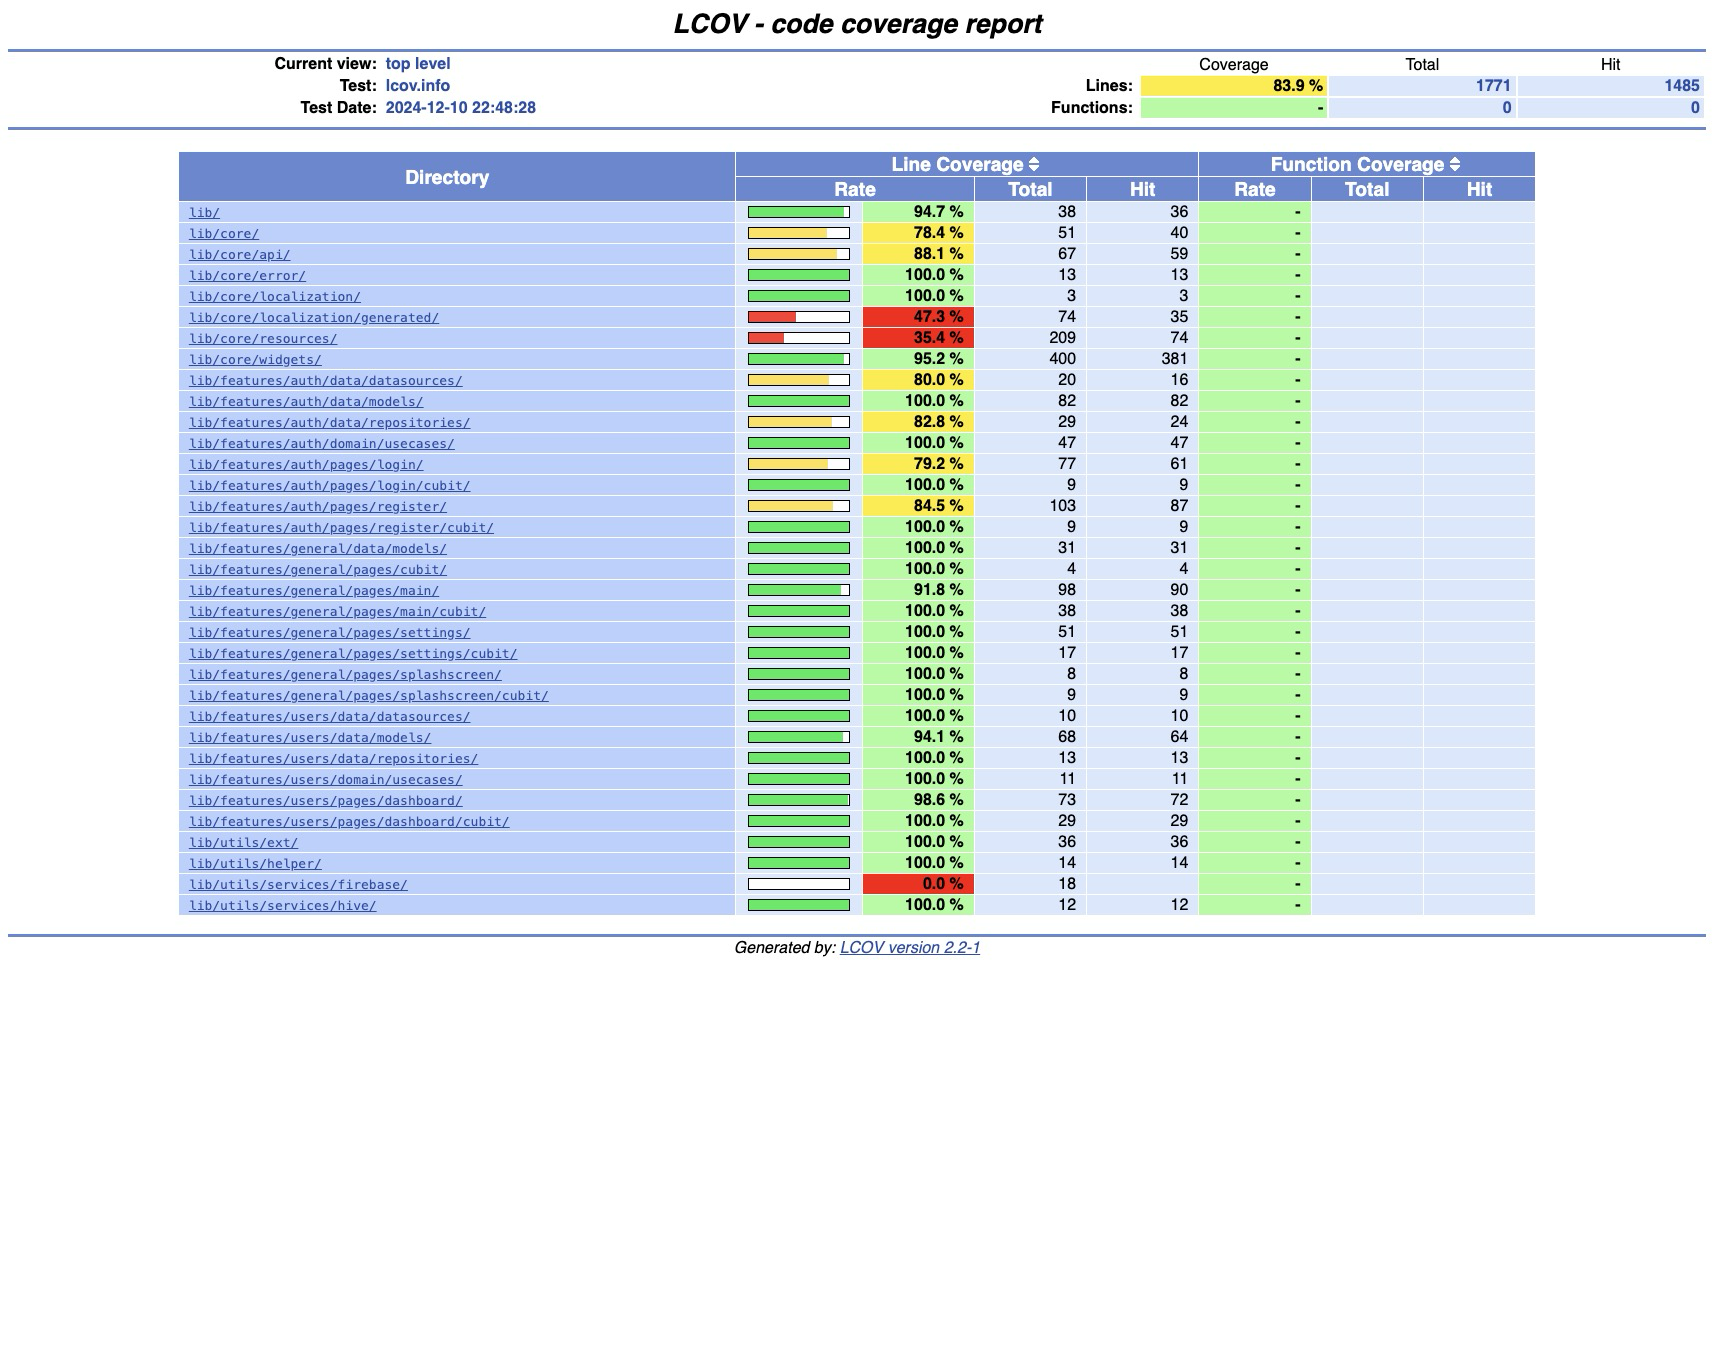 LCOV - code coverage report
Current view: top level Coverage Total Hit
Test: lcov.info Lines: 83.9 % 1771 1485
Test Date: 2024-12-10 22:48:28 Functions: - 0 0
Directory Line Coverage Function Coverage
Rate Total Hit Rate Total Hit
lib/ 94.7 % 38 36 -
lib/core/ 78.4 % 51 40 -
lib/core/api/ 88.1 % 67 59 -
lib/core/error/ 100.0 % 13 13 -
lib/core/localization/ 100.0 % 3 3 -
lib/core/localization/generated/ 47.3 % 74 35 -
lib/core/resources/ 35.4 % 209 74 -
lib/core/widgets/ 95.2 % 400 381 -
lib/features/auth/data/datasources/ 80.0 % 20 16 -
lib/features/auth/data/models/ 100.0 % 82 82 -
lib/features/auth/data/repositories/ 82.8 % 29 24 -
lib/features/auth/domain/usecases/ 100.0 % 47 47 -
lib/features/auth/pages/login/ 79.2 % 77 61 -
lib/features/auth/pages/login/cubit/ 100.0 % 9 9 -
lib/features/auth/pages/register/ 84.5 % 103 87 -
lib/features/auth/pages/register/cubit/ 100.0 % 9 9 -
lib/features/general/data/models/ 100.0 % 31 31 -
lib/features/general/pages/cubit/ 100.0 % 4 4 -
lib/features/general/pages/main/ 91.8 % 98 90 -
lib/features/general/pages/main/cubit/ 100.0 % 38 38 -
lib/features/general/pages/settings/ 100.0 % 51 51 -
lib/features/general/pages/settings/cubit/ 100.0 % 17 17 -
lib/features/general/pages/splashscreen/ 100.0 % 8 8 -
lib/features/general/pages/splashscreen/cubit/ 100.0 % 9 9 -
lib/features/users/data/datasources/ 100.0 % 10 10 -
lib/features/users/data/models/ 94.1 % 68 64 -
lib/features/users/data/repositories/ 100.0 % 13 13 -
lib/features/users/domain/usecases/ 100.0 % 11 11 -
lib/features/users/pages/dashboard/ 98.6 % 73 72 -
lib/features/users/pages/dashboard/cubit/ 100.0 % 29 29 -
lib/utils/ext/ 100.0 % 36 36 -
lib/utils/helper/ 100.0 % 14 14 -
lib/utils/services/firebase/ 0.0 % 18 -
lib/utils/services/hive/ 100.0 % 12 12 -
Generated by: LCOV version 2.2-1